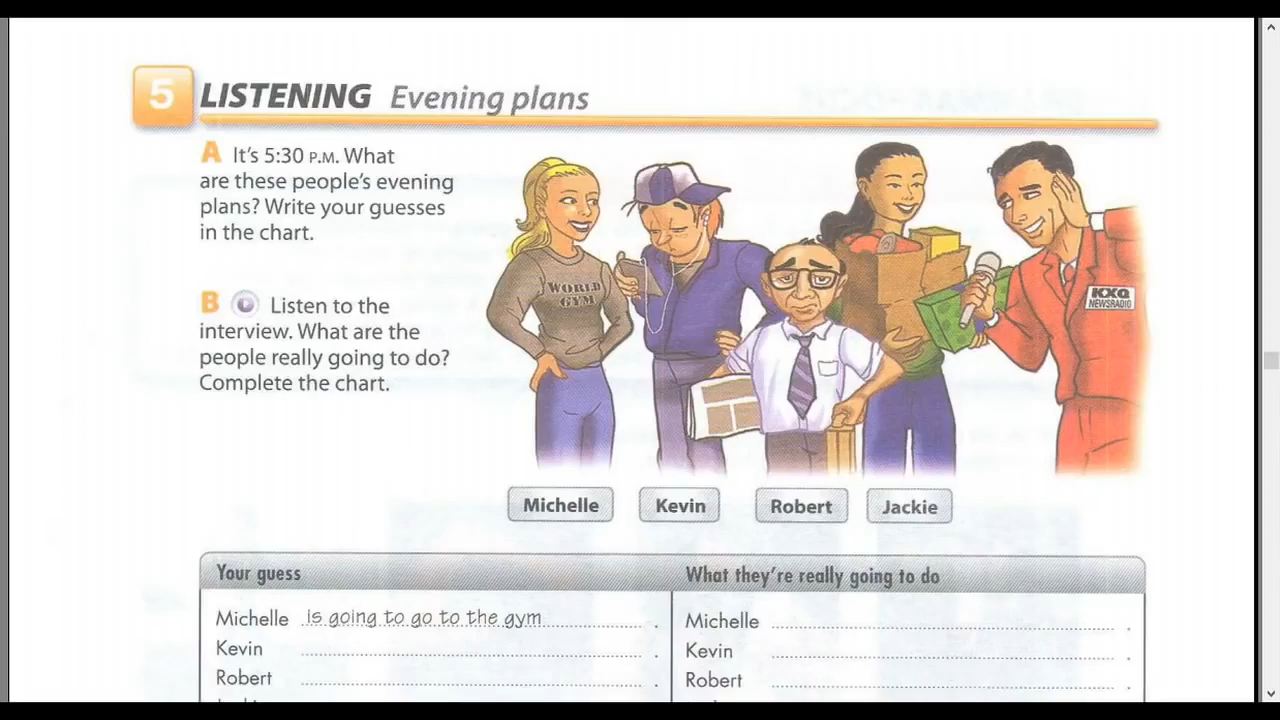 5 LISTENING Evening plans
A It's 5:30 P.M. What
are these people's evening
plans? Write your guesses
in the chart.
B Listen to the
interview. What are the
people really going to do?
Complete the chart.
WORLD
GYM
KXQ
NEWSRADIO
Michelle Kevin Robert Jackie
Your guess What they're really going to do
Michelle is going to go to the gym . Michelle .
Kevin . Kevin .
Robert . Robert .